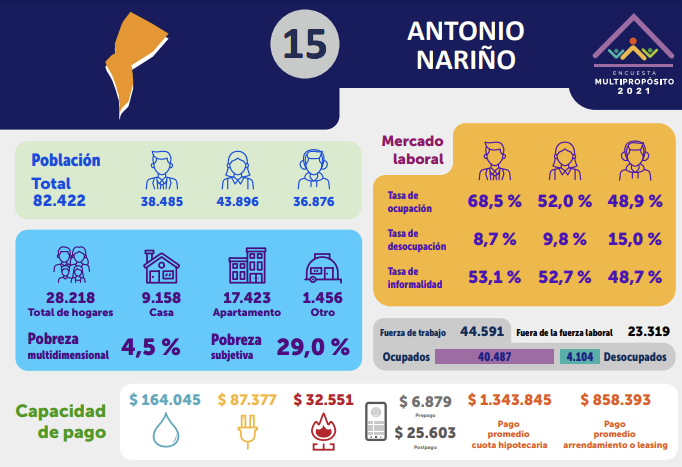 15
ANTONIO
NARIÑO
ENCUESTA
MULTIPROPÓSITO
2021
Población
Total
82.422
38.485
43.896
36.876
Mercado
laboral
Tasa de
ocupación
68,5 % 52,0 % 48,9 %
Tasa de
desocupación
8,7 % 9,8 % 15,0 %
Tasa de
informalidad
53,1 % 52,7 % 48,7 %
28.218 9.158 17.423 1.456
Total de hogares Casa Apartamento Otro
Pobreza
multidimensional
4,5 %
Pobreza
subjetiva
29,0 %
Fuerza de trabajo 44.591 Fuera de la fuerza laboral 23.319
Ocupados 40.487 4.104 Desocupados
Capacidad
de pago
$ 164.045
$ 87.377
$ 32.551
$ 6.879
Prepago
$ 25.603
Postpago
$ 1.343.845
Pago
promedio
cuota hipotecaria
$ 858.393
Pago
promedio
arrendamiento o leasing